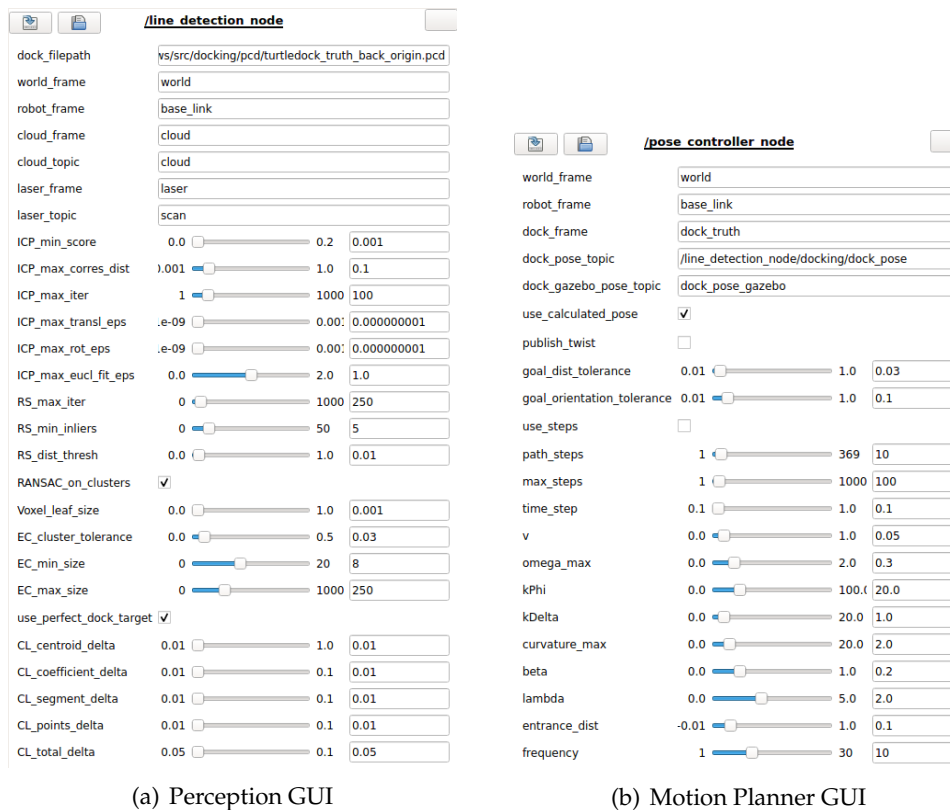 /line_detection_node
dock_filepath vs/src/docking/pcd/turtledock_truth_back_origin.pcd
world_frame world
robot_frame base_link
cloud_frame cloud
cloud_topic cloud
laser_frame laser
laser_topic scan
ICP_min_score 0.0 0.2 0.001
ICP_max_corres_dist 0.001 1.0 0.1
ICP_max_iter 1 1000 100
ICP_max_transl_eps .e-09 0.001 0.000000001
ICP_max_rot_eps .e-09 0.001 0.000000001
ICP_max_eucl_fit_eps 0.0 2.0 1.0
RS_max_iter 0 1000 250
RS_min_inliers 0 50 5
RS_dist_thresh 0.0 1.0 0.01
RANSAC_on_clusters
Voxel_leaf_size 0.0 1.0 0.001
EC_cluster_tolerance 0.0 0.5 0.03
EC_min_size 0 20 8
EC_max_size 0 1000 250
use_perfect_dock_target
CL_centroid_delta 0.01 1.0 0.01
CL_coefficient_delta 0.01 0.1 0.01
CL_segment_delta 0.01 0.1 0.01
CL_points_delta 0.01 0.1 0.01
CL_total_delta 0.05 0.1 0.05
(a) Perception GUI
/pose_controller_node
world_frame world
robot_frame base_link
dock_frame dock_truth
dock_pose_topic /line_detection_node/docking/dock_pose
dock_gazebo_pose_topic dock_pose_gazebo
use_calculated_pose
publish_twist
goal_dist_tolerance 0.01 1.0 0.03
goal_orientation_tolerance 0.01 1.0 0.1
use_steps
path_steps 1 369 10
max_steps 1 1000 100
time_step 0.1 1.0 0.1
v 0.0 1.0 0.05
omega_max 0.0 2.0 0.3
kPhi 0.0 100.0 20.0
kDelta 0.0 20.0 1.0
curvature_max 0.0 20.0 2.0
beta 0.0 1.0 0.2
lambda 0.0 5.0 2.0
entrance_dist -0.01 1.0 0.1
frequency 1 30 10
(b) Motion Planner GUI